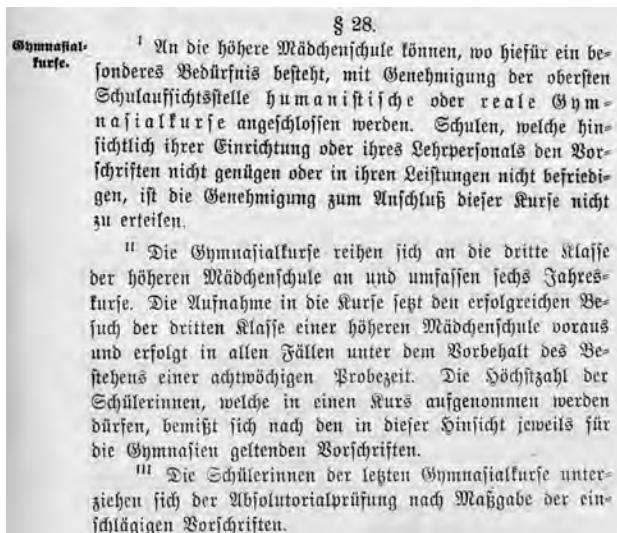 § 28.
Gymnasial-
kurse.
I An die höhere Mädchenschule können, wo hiefür ein be-
sonderes Bedürfnis besteht, mit Genehmigung der obersten
Schulaufsichtsstelle humanistische oder reale Gym-
nasialkurse angeschlossen werden. Schulen, welche hin-
sichtlich ihrer Einrichtung oder ihres Lehrpersonals den Vor-
schriften nicht genügen oder in ihren Leistungen nicht befriedi-
gen, ist die Genehmigung zum Anschluß dieser Kurse nicht
zu erteilen.
II Die Gymnasialkurse reihen sich an die dritte Klasse
der höheren Mädchenschule an und umfassen sechs Jahres-
kurse. Die Aufnahme in die Kurse setzt den erfolgreichen Be-
such der dritten Klasse einer höheren Mädchenschule voraus
und erfolgt in allen Fällen unter dem Vorbehalt des Be-
stehens einer achtwöchigen Probezeit. Die Höchstzahl der
Schülerinnen, welche in einen Kurs aufgenommen werden
dürfen, bemißt sich nach den in dieser Hinsicht jeweils für
die Gymnasien geltenden Vorschriften.
III Die Schülerinnen der letzten Gymnasialkurse unter-
ziehen sich der Absolutorialprüfung nach Maßgabe der ein-
schlägigen Vorschriften.